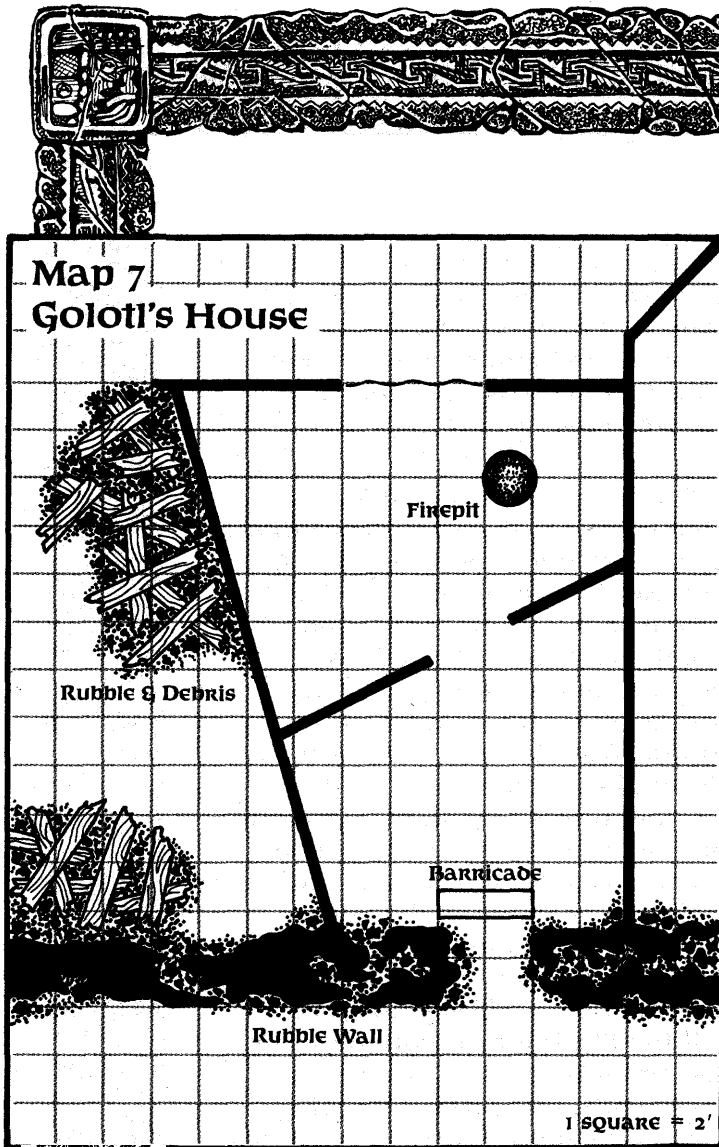 Map 7
Golotl's House
Firepit
Rubble & Debris
Barricade
Rubble Wall
1 SQUARE = 2'